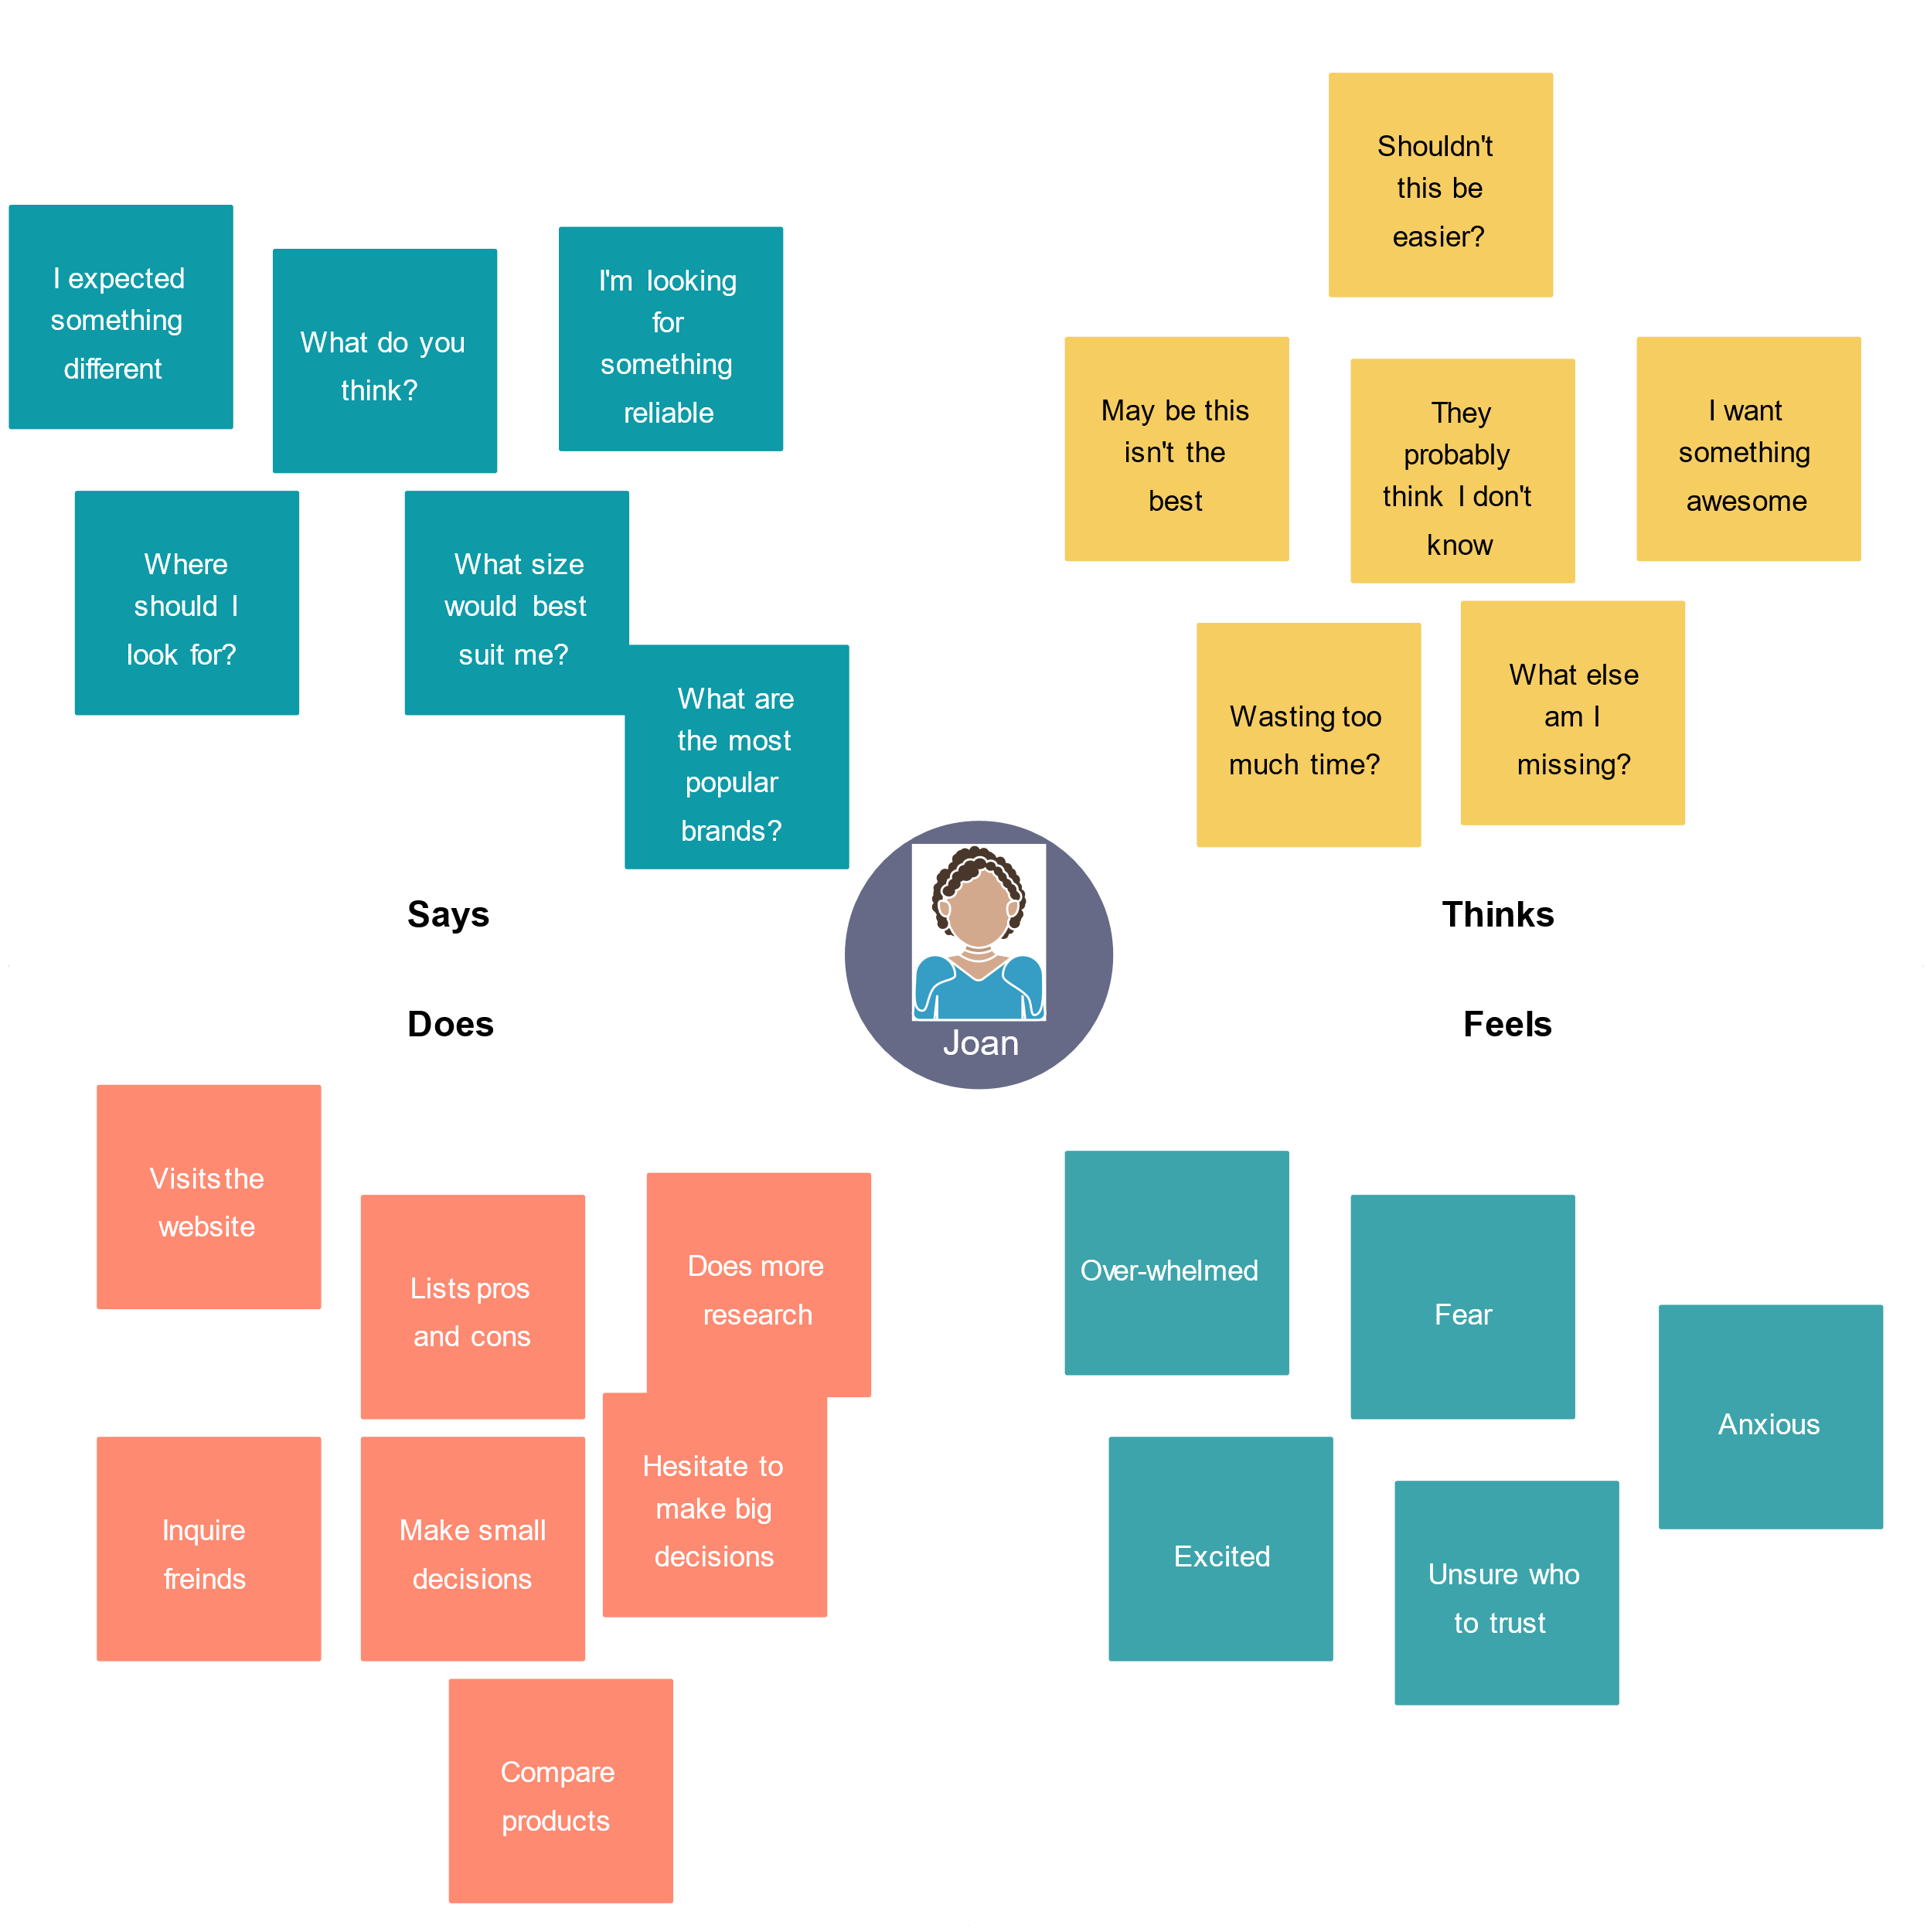 I expected
something
different
What do you
think?
I'm looking
for
something
reliable
Where
should I
look for?
What size
would best
suit me?
What are
the most
popular
brands?
Says
Shouldn't
this be
easier?
May be this
isn't the
best
They
probably
think I don't
know
I want
something
awesome
Wasting too
much time?
What else
am I
missing?
Thinks
Joan
Does
Visits the
website
Lists pros
and cons
Does more
research
Inquire
freinds
Make small
decisions
Hesitate to
make big
decisions
Compare
products
Feels
Over-whelmed
Fear
Anxious
Excited
Unsure who
to trust